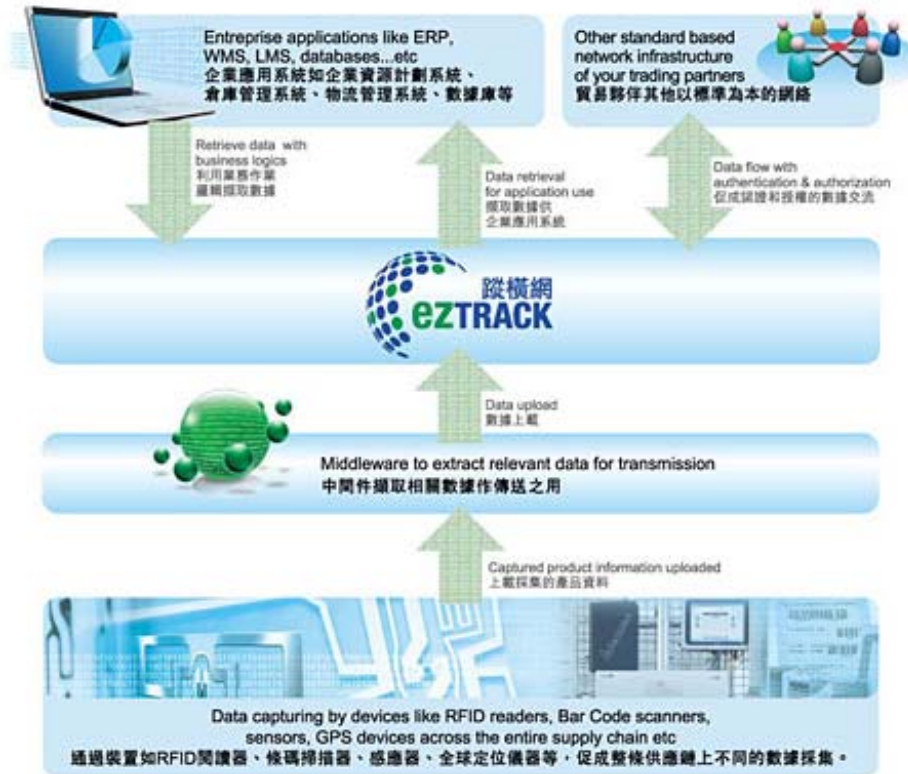 Entreprise applications like ERP,
WMS, LMS, databases...etc
企業應用系統如企業資源計劃系統、
倉庫管理系統、物流管理系統、數據庫等
Other standard based
network infrastructure
of your trading partners
貿易夥伴其他以標準為本的網絡
Retrieve data with
business logics
利用業務作業
邏輯擷取數據
Data retrieval
for application use
擷取數據供
企業應用系統
Data flow with
authentication & authorization
促成認證和授權的數據交流
蹤橫網
ezTRACK
Data upload
數據上載
Middleware to extract relevant data for transmission
中間件擷取相關數據作傳送之用
Captured product information uploaded
上載採集的產品資料
Data capturing by devices like RFID readers, Bar Code scanners,
sensors, GPS devices across the entire supply chain etc
通過裝置如RFID閱讀器、條碼掃描器、感應器、全球定位儀器等，促成整條供應鏈上不同的數據採集。